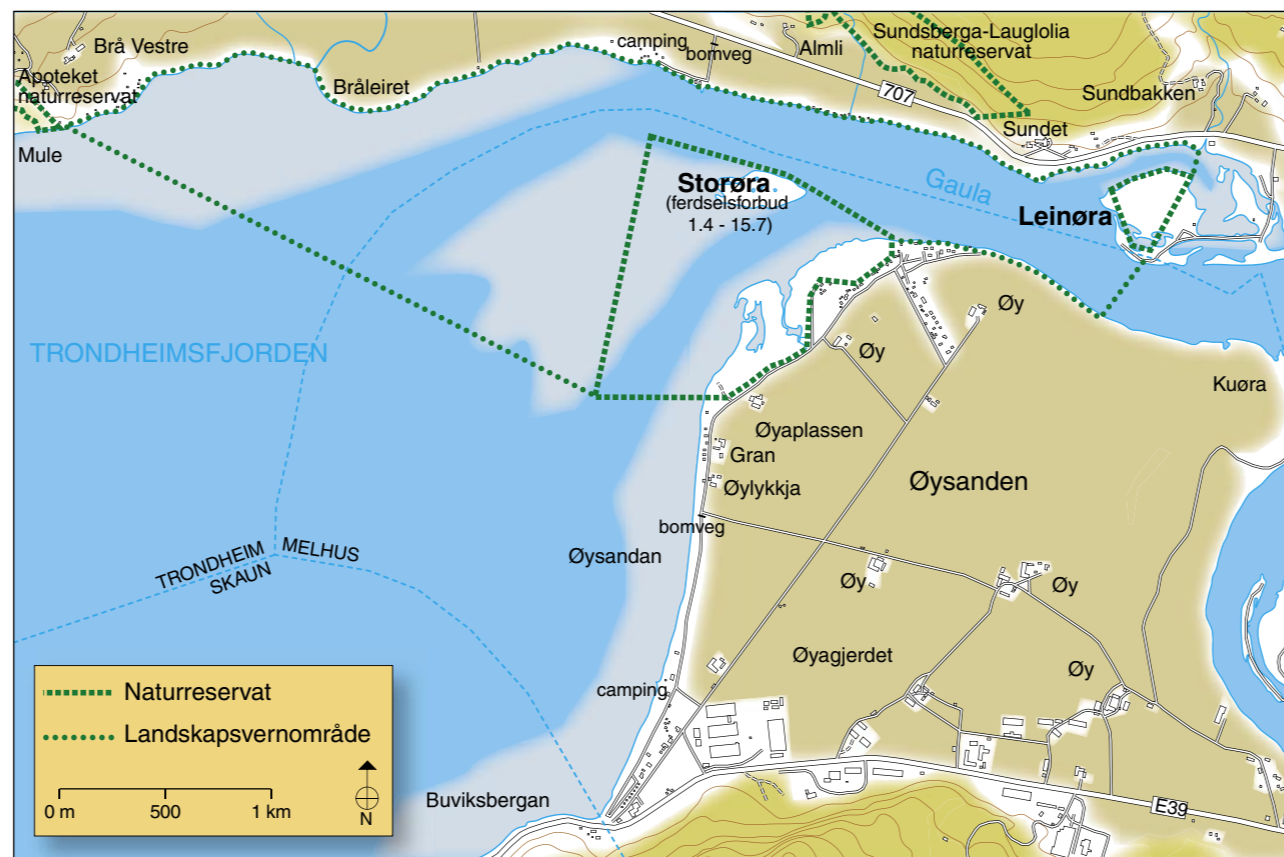 Brå Vestre
Apoteket
naturreservat
Mule
Bråleiret
camping
bomveg
Almli
Sundsberga-Lauglolia
naturreservat
707
Sundbakken
Sundet
Storøra
(ferdselsforbud
1.4 - 15.7)
Gaula
Leinøra
TRONDHEIMSFJORDEN
Øy
Øy
Kuøra
Øyaplassen
Gran
Øylykkja
Øysanden
bomveg
Øysandan
TRONDHEIM
MELHUS
SKAUN
Øy
Øy
Øyagjerdet
Øy
camping
Buviksbergan
E39
Naturreservat
Landskapsvernområde
0 m 500 1 km
N